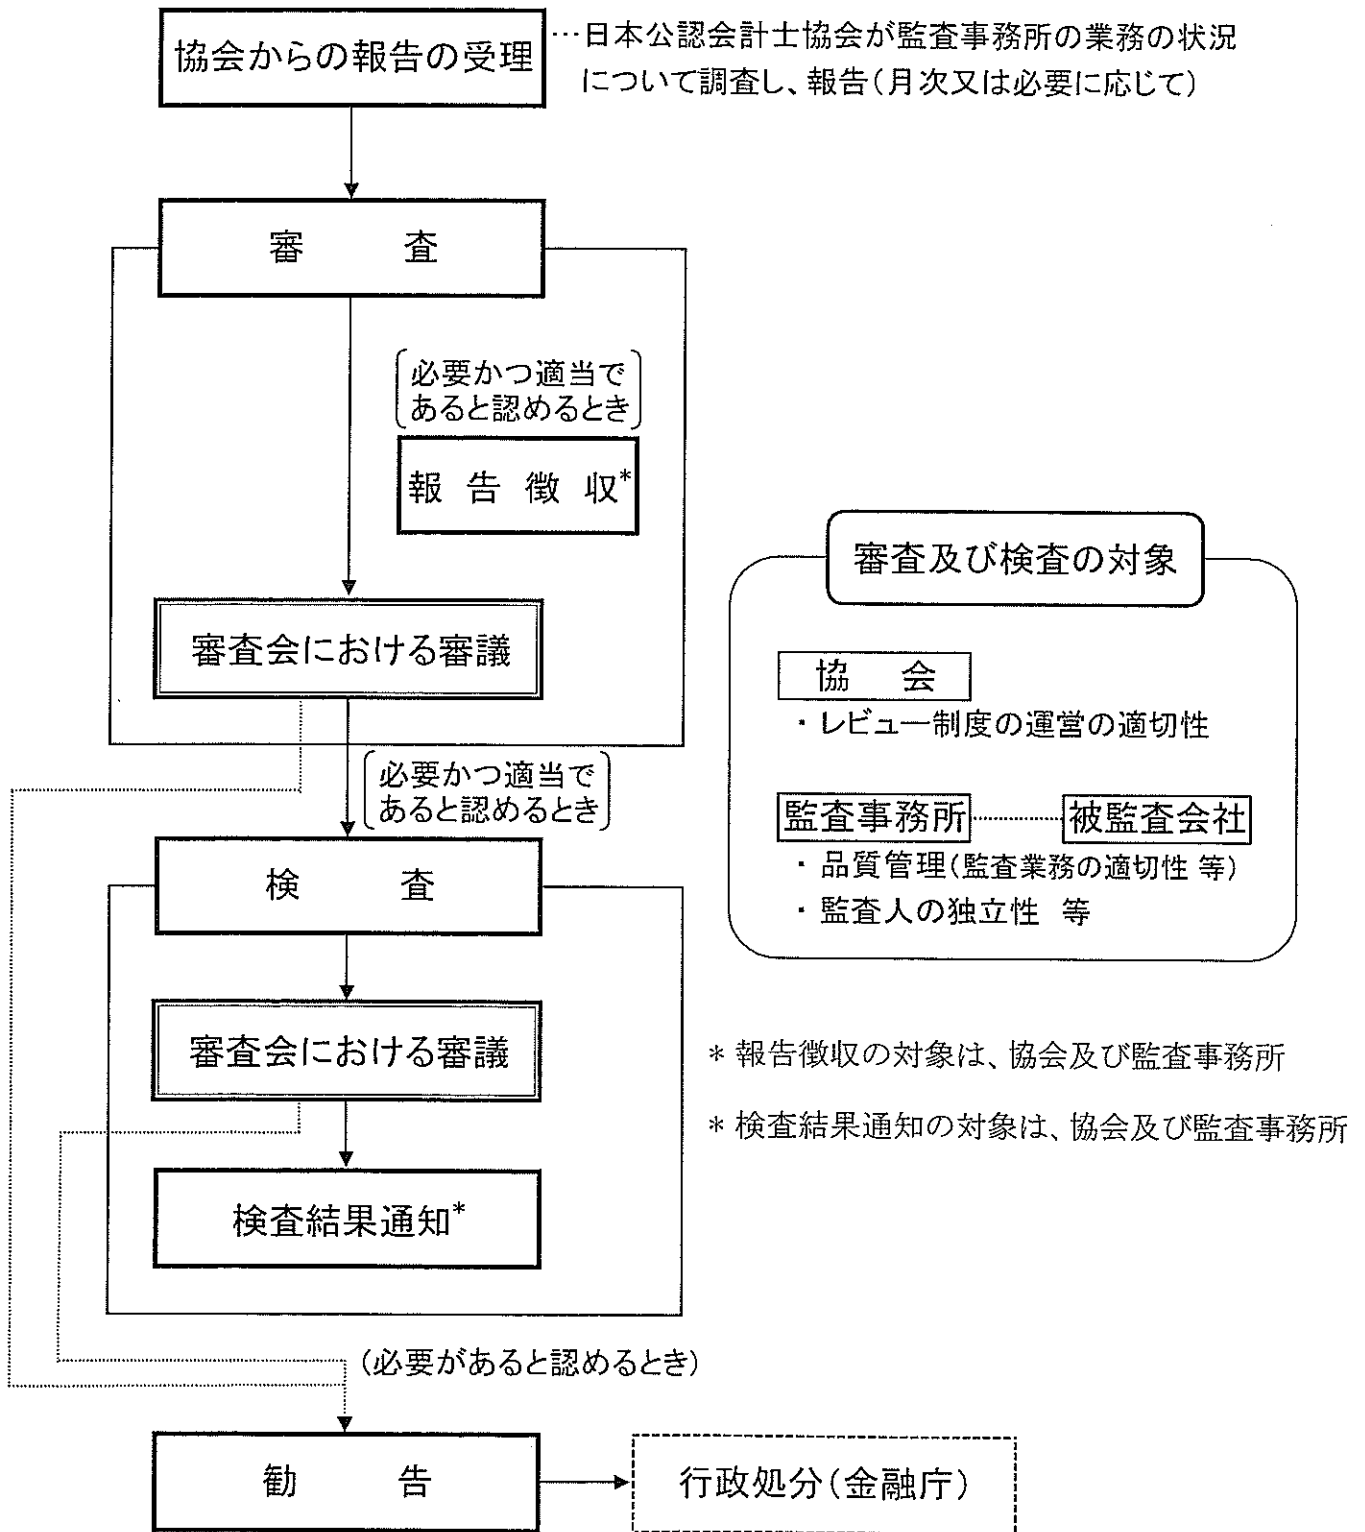 協会からの報告の受理
…日本公認会計士協会が監査事務所の業務の状況
について調査し、報告(月次又は必要に応じて)
審　　査
必要かつ適当で
あると認めるとき
報 告 徴 収*
審査会における審議
必要かつ適当で
あると認めるとき
検　　査
審査会における審議
検査結果通知*
(必要があると認めるとき)
勧　　告
行政処分(金融庁)
審査及び検査の対象
協　会
・レビュー制度の運営の適切性
監査事務所
被監査会社
・品質管理(監査業務の適切性 等)
・監査人の独立性 等
* 報告徴収の対象は、協会及び監査事務所
* 検査結果通知の対象は、協会及び監査事務所